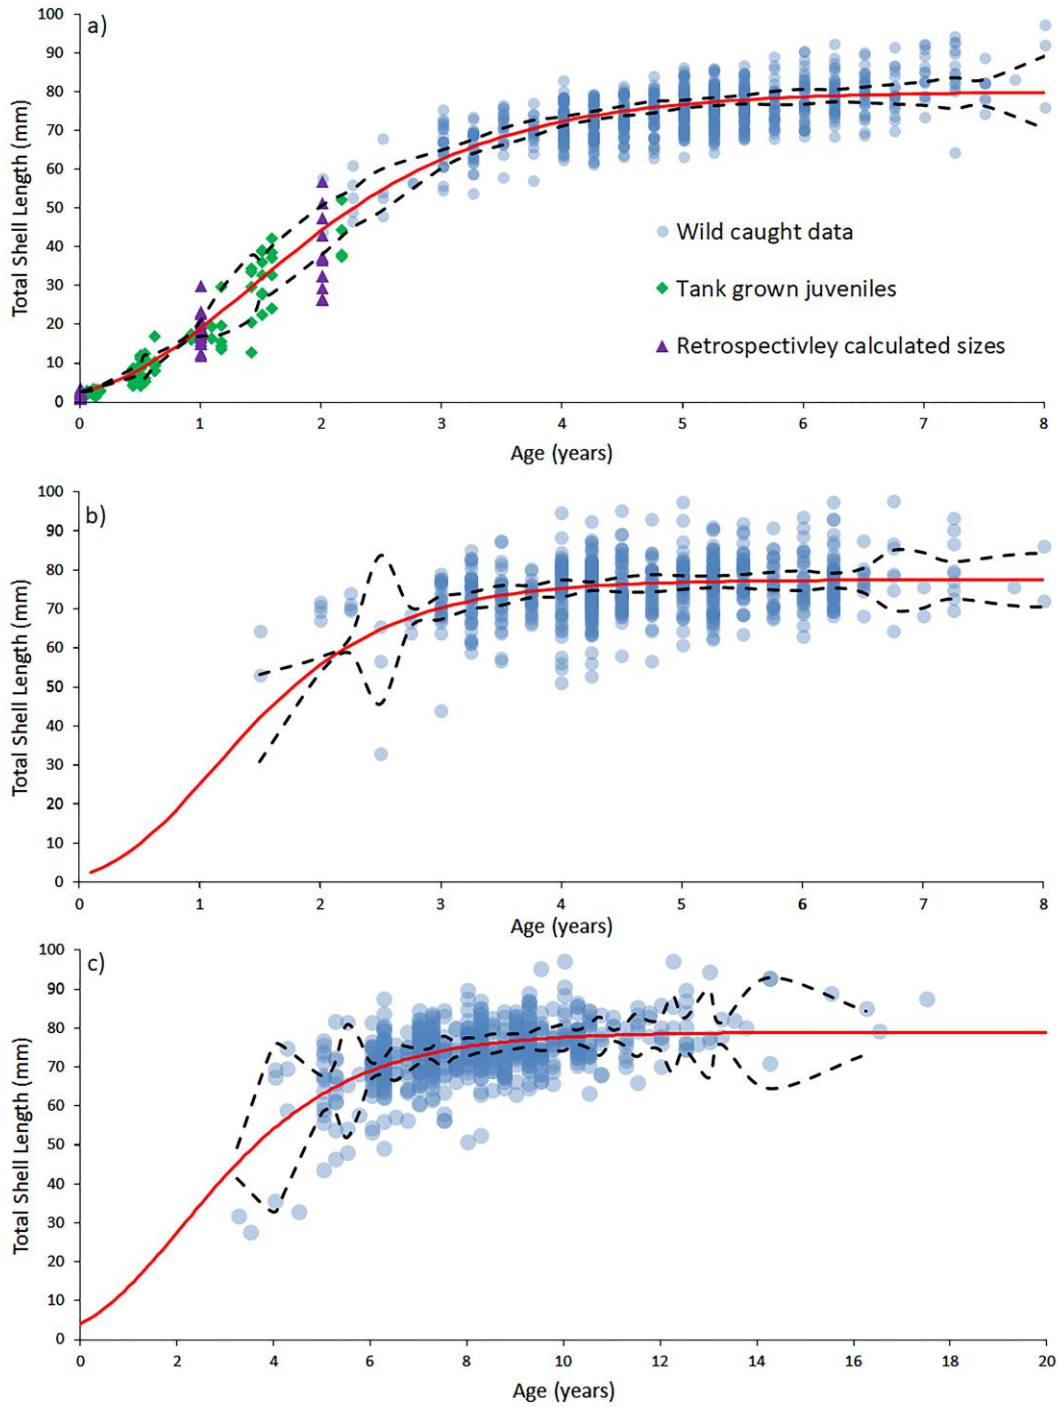 a)
100
90
80
70
60
50
40
30
20
10
0
Total Shell Length (mm)
Wild caught data
Tank grown juveniles
Retrospectivley calculated sizes
0 1 2 3 4 5 6 7 8
Age (years)
b)
100
90
80
70
60
50
40
30
20
10
0
Total Shell Length (mm)
0 1 2 3 4 5 6 7 8
Age (years)
c)
100
90
80
70
60
50
40
30
20
10
0
Total Shell Length (mm)
0 2 4 6 8 10 12 14 16 18 20
Age (years)